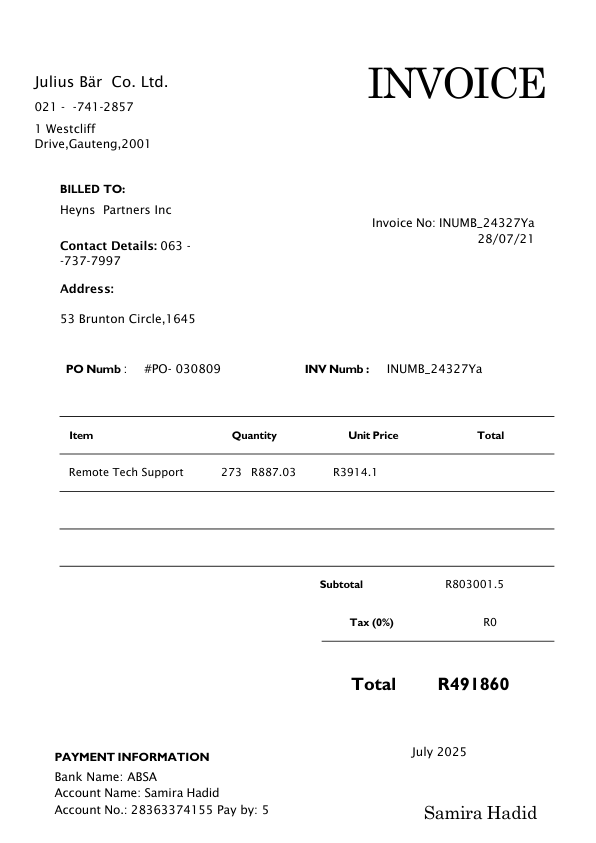 INVOICE
Julius Bär Co. Ltd.
021 - -741-2857
1 Westcliff
Drive,Gauteng,2001
BILLED TO:
Heyns Partners Inc
Invoice No: INUMB_24327Ya
28/07/21
Contact Details: 063 -
-737-7997
Address:
53 Brunton Circle,1645
PO Numb : #PO- 030809 INV Numb : INUMB_24327Ya
Item Quantity Unit Price Total
Remote Tech Support 273 R887.03 R3914.1
Subtotal R803001.5
Tax (0%) R0
Total R491860
July 2025
PAYMENT INFORMATION
Bank Name: ABSA
Account Name: Samira Hadid
Account No.: 28363374155 Pay by: 5
Samira Hadid